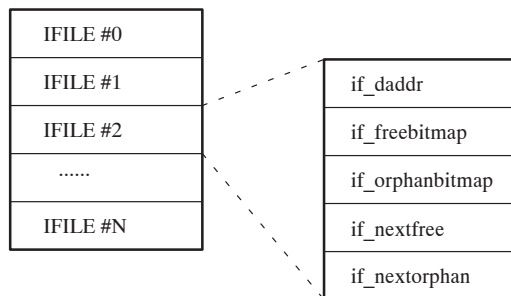 IFILE #0
IFILE #1
IFILE #2
......
IFILE #N
if_daddr
if_freebitmap
if_orphanbitmap
if_nextfree
if_nextorphan